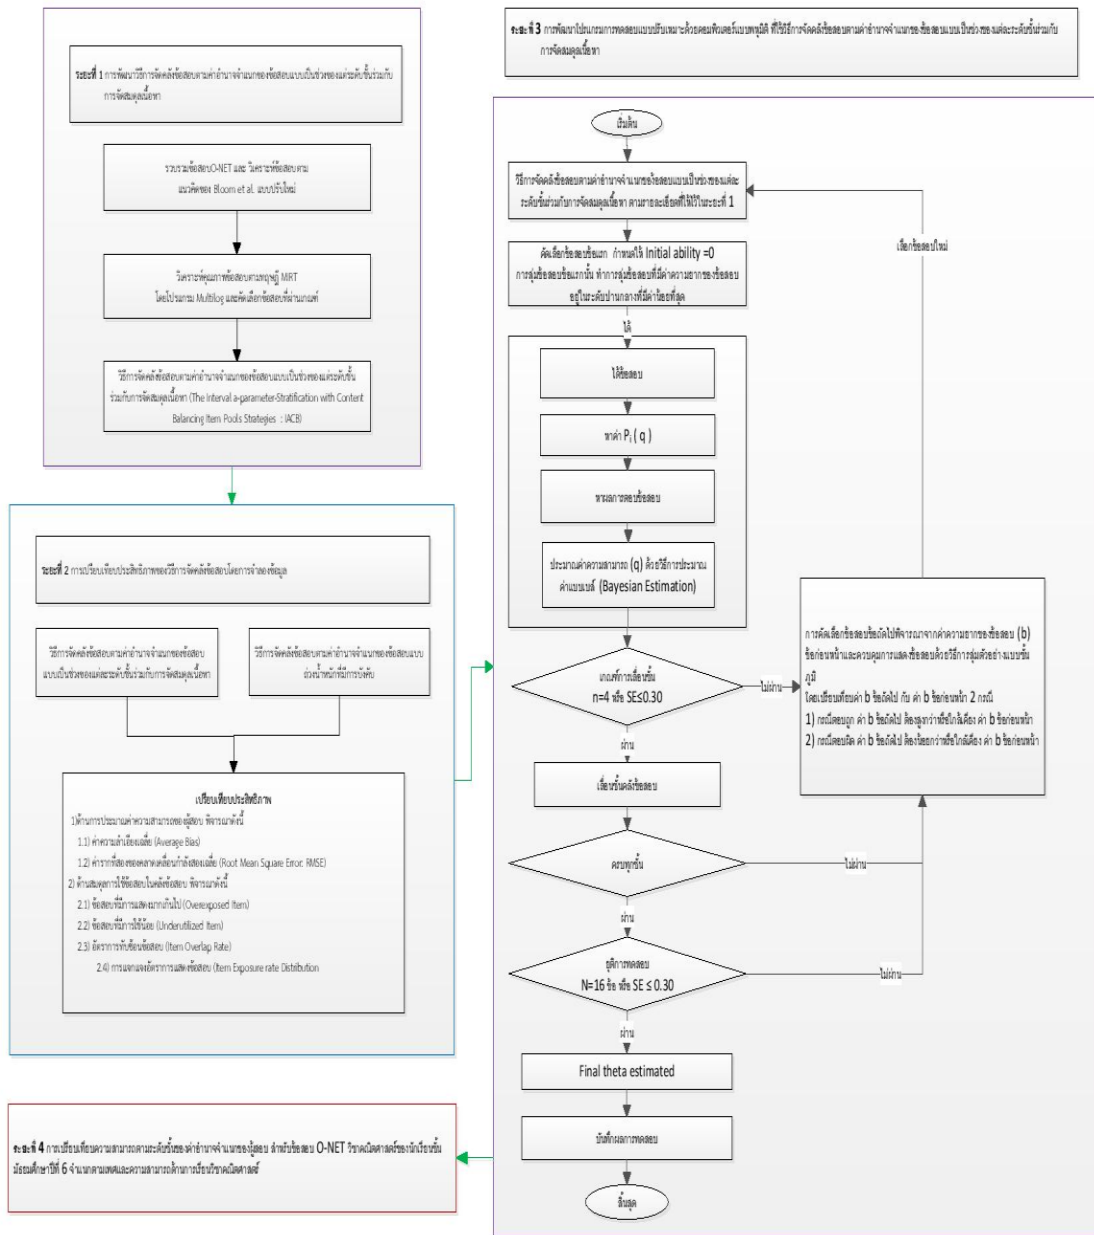 ระยะที่ 1 การพัฒนาวิธีการจัดคลังข้อสอบตามค่าอำนาจจำแนกของข้อสอบแบบเป็นช่วงของแต่ละระดับชั้นร่วมกับ
การจัดสมดุลเนื้อหา
รวบรวมข้อสอบO-NET และ วิเคราะห์ข้อสอบตาม
แนวคิดของ Bloom et al. แบบปรับใหม่
วิเคราะห์คุณภาพข้อสอบตามทฤษฎี MIRT
โดยโปรแกรม Multilog และคัดเลือกข้อสอบที่ผ่านเกณฑ์
วิธีการจัดคลังข้อสอบตามค่าอำนาจจำแนกของข้อสอบแบบเป็นช่วงของแต่ละระดับชั้น
ร่วมกับการจัดสมดุลเนื้อหา (The Interval a-parameter-Stratification with Content
Balancing Item Pools Strategies : IACB)
ระยะที่ 2 การเปรียบเทียบประสิทธิภาพของวิธีการจัดคลังข้อสอบโดยการจำลองข้อมูล
วิธีการจัดคลังข้อสอบตามค่าอำนาจจำแนกของข้อสอบ
แบบเป็นช่วงของแต่ละระดับชั้นร่วมกับการจัดสมดุลเนื้อหา
วิธีการจัดคลังข้อสอบตามค่าอำนาจจำแนกของข้อสอบแบบ
ถ่วงน้ำหนักที่มีการบังคับ
เปรียบเทียบประสิทธิภาพ
1)ด้านการประมาณค่าความสามารถของผู้สอบ พิจารณาดังนี้
1.1) ค่าความลำเอียงเฉลี่ย (Average Bias)
1.2) ค่ารากที่สองของคลาดเคลื่อนกำลังสองเฉลี่ย (Root Mean Square Error: RMSE)
2) ด้านสมดุลการใช้ข้อสอบในคลังข้อสอบ พิจารณาดังนี้
2.1) ข้อสอบที่มีการแสดงมากเกินไป (Overexposed Item)
2.2) ข้อสอบที่มีการใช้น้อย (Underutilized Item)
2.3) อัตราการทับซ้อนข้อสอบ (Item Overlap Rate)
2.4) การแจกแจงอัตราการแสดงข้อสอบ (Item Exposure rate Distribution
ระยะที่ 3 การพัฒนาโปรแกรมการทดสอบแบบปรับเหมาะด้วยคอมพิวเตอร์แบบพหุมิติ ที่ใช้วิธีการจัดคลังข้อสอบตามค่าอำนาจจำแนกของข้อสอบแบบเป็นช่วงของแต่ละระดับชั้นร่วมกับ
การจัดสมดุลเนื้อหา
เริ่มต้น
วิธีการจัดคลังข้อสอบตามค่าอำนาจจำแนกของข้อสอบแบบเป็นช่วงของแต่ละ
ระดับชั้นร่วมกับการจัดสมดุลเนื้อหา ตามรายละเอียดที่ให้ไว้ในระยะที่ 1
คัดเลือกข้อสอบข้อแรก กำหนดให้ Initial ability =0
การสุ่มข้อสอบข้อแรกนั้น ทำการสุ่มข้อสอบที่มีค่าความยากของข้อสอบ
อยู่ในระดับปานกลางที่มีค่าน้อยที่สุด
ได้
ได้ข้อสอบ
หาค่า Pi ( q )
หาผลการตอบข้อสอบ
ประมาณค่าความสามารถ (q) ด้วยวิธีการประมาณ
ค่าแบบเบส์ (Bayesian Estimation)
เกณฑ์การเลื่อนชั้น
n=4 หรือ SE≤0.30
ไม่ผ่าน
ผ่าน
เลื่อนชั้นคลังข้อสอบ
ครบทุกชั้น
ไม่ผ่าน
ผ่าน
ยุติการทดสอบ
N=16 ข้อ หรือ SE ≤ 0.30
ไม่ผ่าน
ผ่าน
Final theta estimated
บันทึกผลการทดสอบ
สิ้นสุด
เลือกข้อสอบใหม่
การคัดเลือกข้อสอบข้อถัดไปพิจารณาจากค่าความยากของข้อสอบ (b)
ข้อก่อนหน้าและควบคุมการแสดงข้อสอบด้วยวิธีการสุ่มตัวอย่างแบบชั้น
ภูมิ
โดยเปรียบเทียบค่า b ข้อถัดไป กับ ค่า b ข้อก่อนหน้า 2 กรณี
1) กรณีตอบถูก ค่า b ข้อถัดไป ต้องสูงกว่าหรือใกล้เคียง ค่า b ข้อก่อนหน้า
2) กรณีตอบผิด ค่า b ข้อถัดไป ต้องน้อยกว่าหรือใกล้เคียง ค่า b ข้อก่อนหน้า
ระยะที่ 4 การเปรียบเทียบความสามารถตามระดับชั้นของค่าอำนาจจำแนกของผู้สอบ สำหรับข้อสอบ O-NET วิชาคณิตศาสตร์ของนักเรียนชั้น
มัธยมศึกษาปีที่ 6 จำแนกตามเพศและความสามารถด้านการเรียนวิชาคณิตศาสตร์